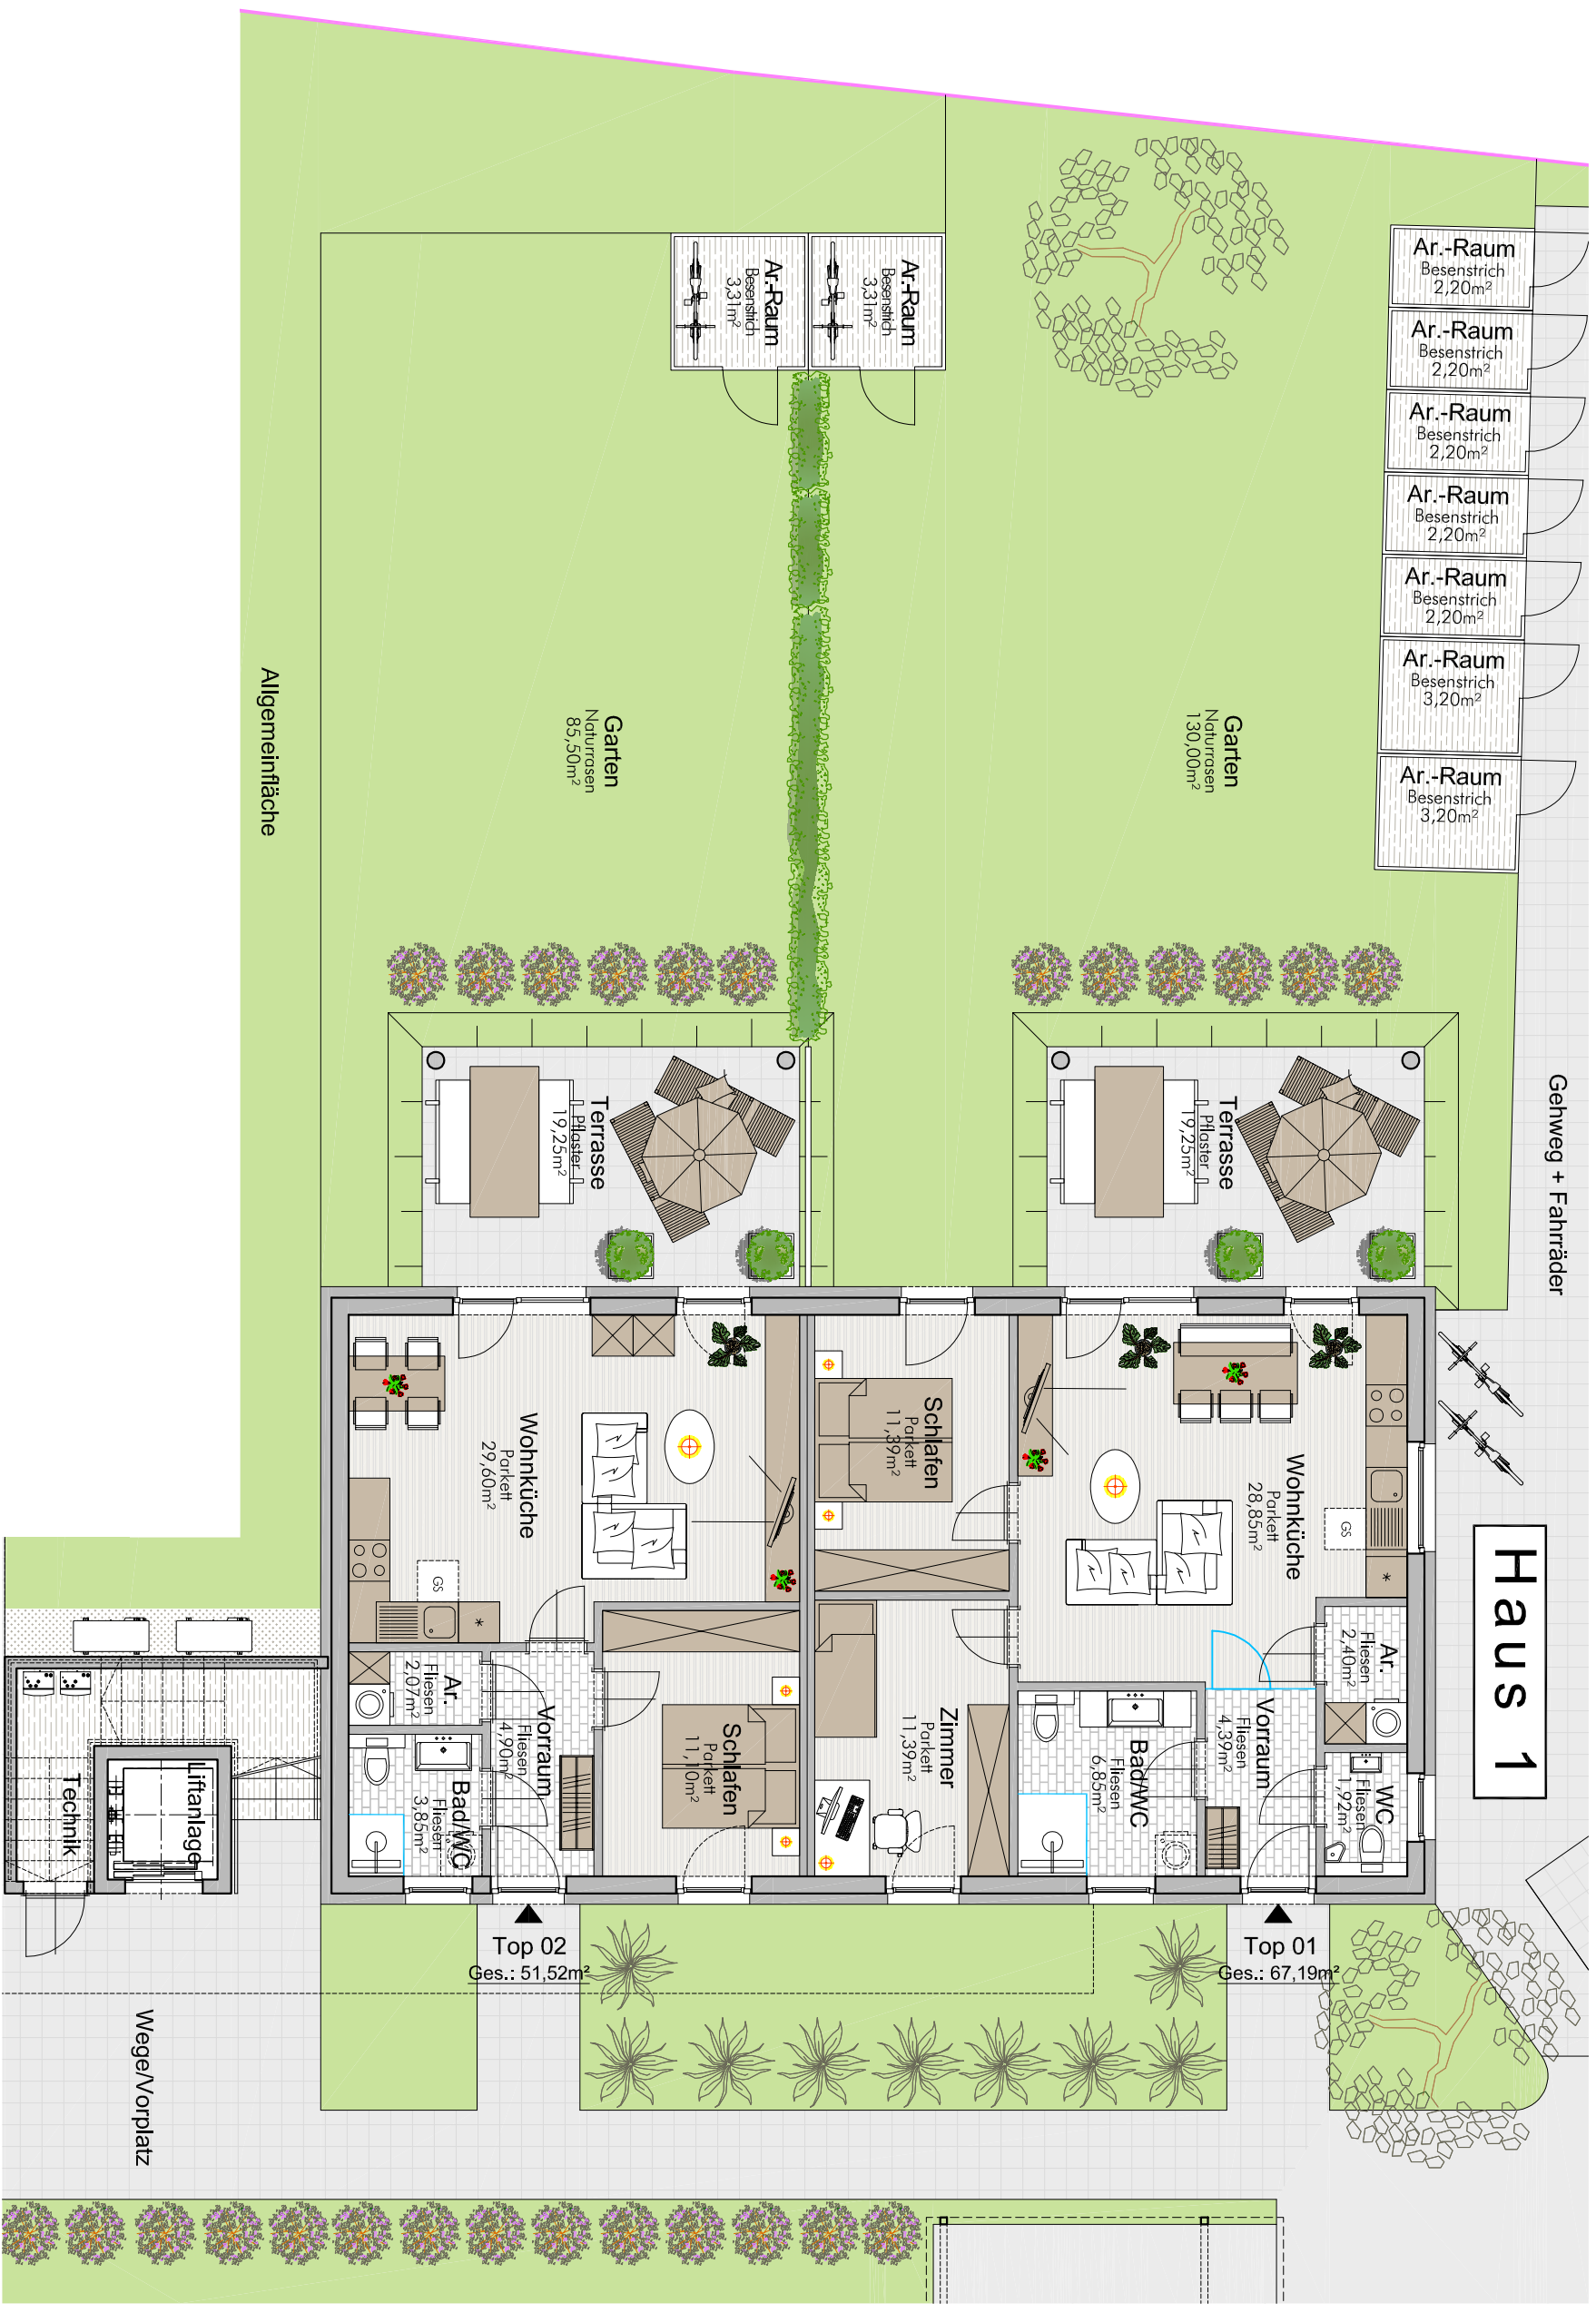 Ar.-Raum
Besenstrich
2,20m²
Ar.-Raum
Besenstrich
2,20m²
Ar.-Raum
Besenstrich
2,20m²
Ar.-Raum
Besenstrich
2,20m²
Ar.-Raum
Besenstrich
2,20m²
Ar.-Raum
Besenstrich
3,20m²
Ar.-Raum
Besenstrich
3,20m²
Ar.-Raum
Besenstrich
3,31m²
Ar.-Raum
Besenstrich
3,31m²
Allgemeinfläche
Garten
Naturrasen
85,50m²
Garten
Naturrasen
130,00m²
Gehweg + Fahrräder
Terrasse
Pflaster
19,25m²
Terrasse
Pflaster
19,25m²
Haus 1
Wohnküche
Parkett
29,60m²
GS
*
Schlafen
Parkett
11,39m²
Wohnküche
Parkett
28,85m²
GS
*
Ar.
Fliesen
2,07m²
Vorraum
Fliesen
4,90m²
Bad/WC
Fliesen
3,85m²
Schlafen
Parkett
11,10m²
Zimmer
Parkett
11,39m²
Bad/WC
Fliesen
6,85m²
Vorraum
Fliesen
4,39m²
Ar.
Fliesen
2,40m²
WC
Fliesen
1,92m²
Technik
Liftanlage
Top 02
Ges.: 51,52m²
Top 01
Ges.: 67,19m²
Wege/Vorplatz